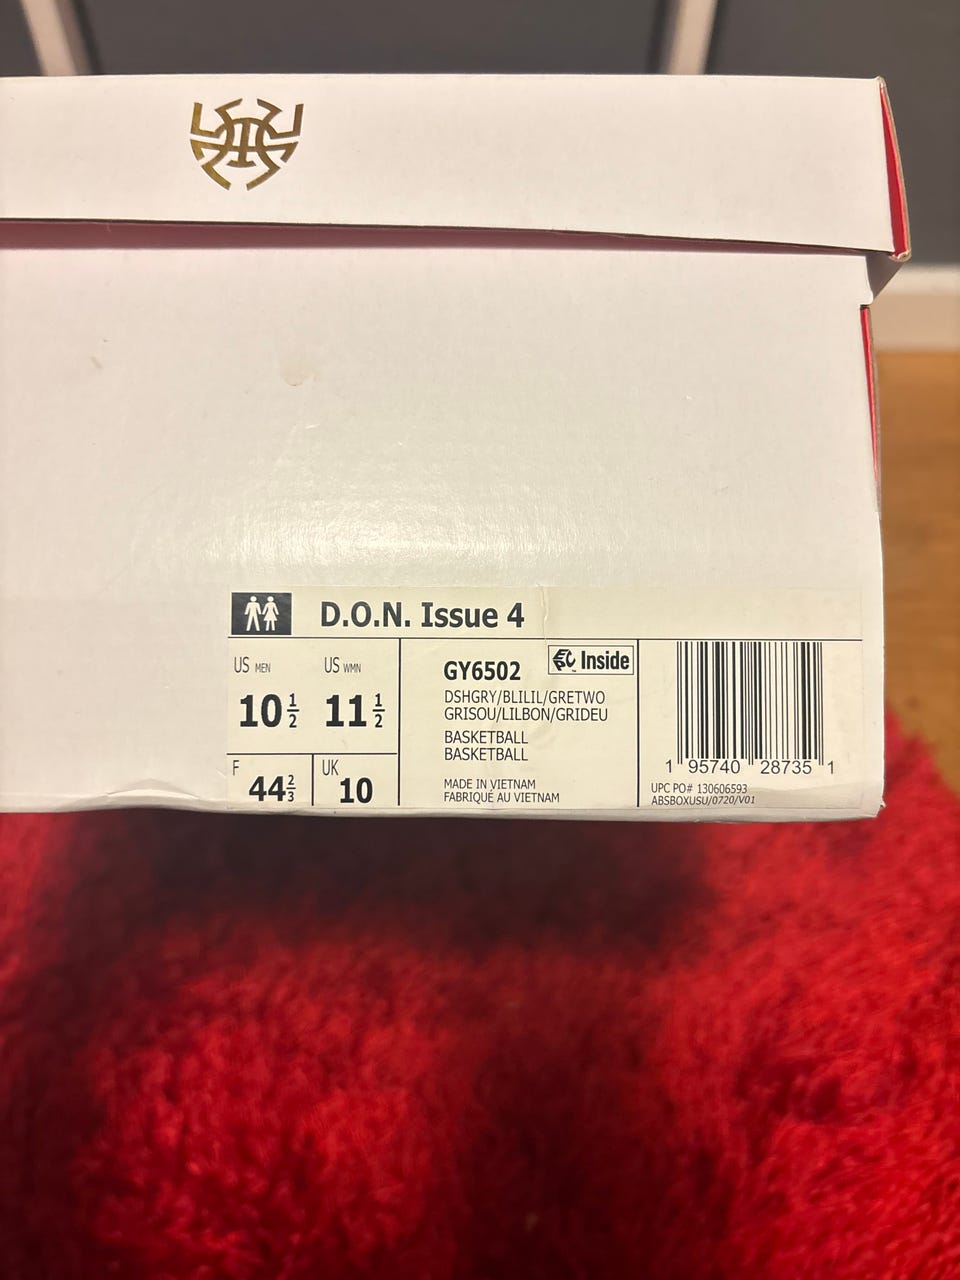 D.O.N. Issue 4
US MEN US WMN
10 1/2 11 1/2
F UK
44 2/3 10
GY6502
Inside
DSHGRY/BLILIL/GRETWO
GRISOU/LILBON/GRIDEU
BASKETBALL
BASKETBALL
MADE IN VIETNAM
FABRIQUÉ AU VIETNAM
1 95740 28735 1
UPC PO# 130606593
ABSBOXUSU/0720/V01